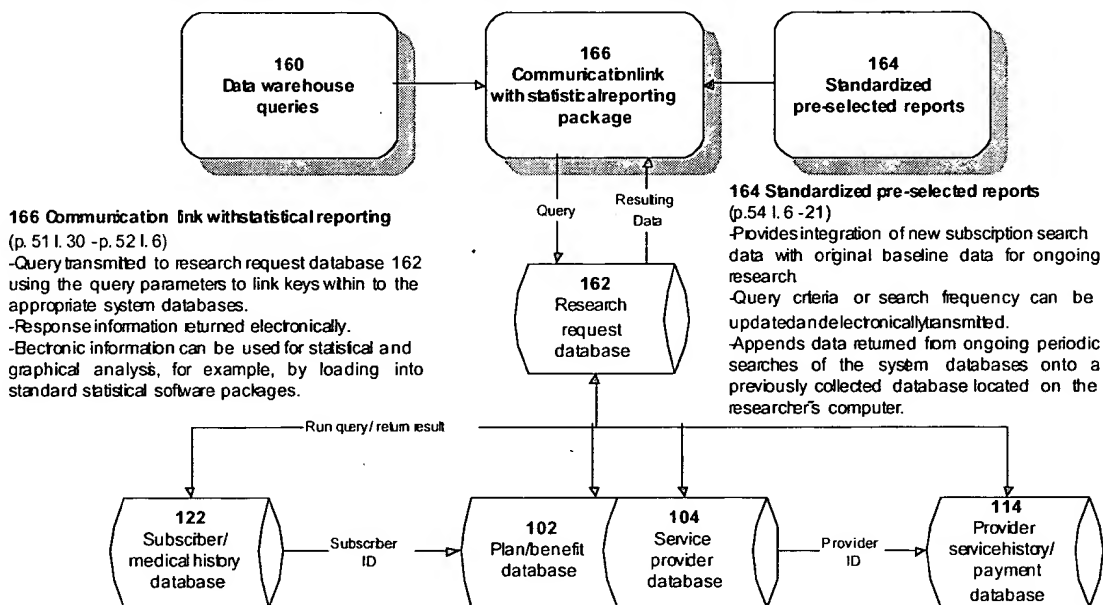 160
Data warehouse
queries
166
Communicationlink
withstatisticalreporting
package
164
Standardized
pre-selected reports
166 Communication link withstatistical reporting
(p. 51 l. 30 -p. 52 l. 6)
-Query transmitted to research request database 162
using the query parameters to link keys within to the
appropriate system databases.
-Response information returned electronically.
-Electronic information can be used for statistical and
graphical analysis, for example, by loading into
standard statistical software packages.
Query
Resulting
Data
162
Research
request
database
164 Standardized pre-selected reports
(p.54 l. 6 -21)
-Provides integration of new subscription search
data with original baseline data for ongoing
research
-Query criteria or search frequency can be
updatedandelectronicallytransmitted.
-Appends data returned from ongoing periodic
searches of the system databases onto a
previously collected database located on the
researcher's computer.
Run query/ return result
122
Subscriber/
medical history
database
Subscriber
ID
102
Plan/benefit
database
104
Service
provider
database
Provider
ID
114
Provider
servicehistory/
payment
database